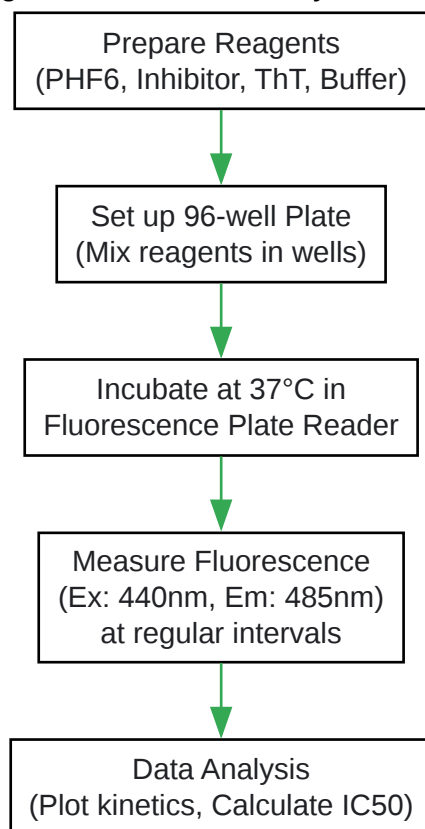 Prepare Reagents
(PHF6, Inhibitor, ThT, Buffer)
Set up 96-well Plate
(Mix reagents in wells)
Incubate at 37°C in
Fluorescence Plate Reader
Measure Fluorescence
(Ex: 440nm, Em: 485nm)
at regular intervals
Data Analysis
(Plot kinetics, Calculate IC50)